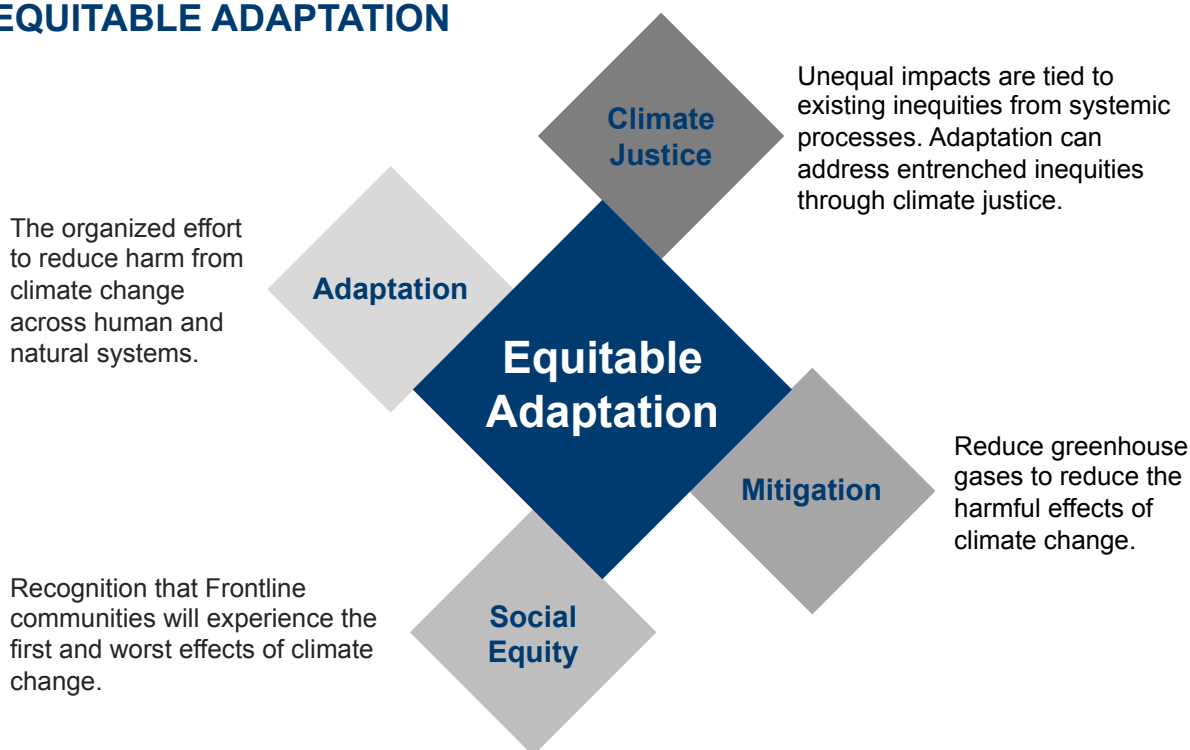 EQUITABLE ADAPTATION
Climate
Justice
Unequal impacts are tied to
existing inequities from systemic
processes. Adaptation can
address entrenched inequities
through climate justice.
The organized effort
to reduce harm from
climate change
across human and
natural systems.
Adaptation
Equitable
Adaptation
Mitigation
Reduce greenhouse
gases to reduce the
harmful effects of
climate change.
Recognition that Frontline
communities will experience the
first and worst effects of climate
change.
Social
Equity